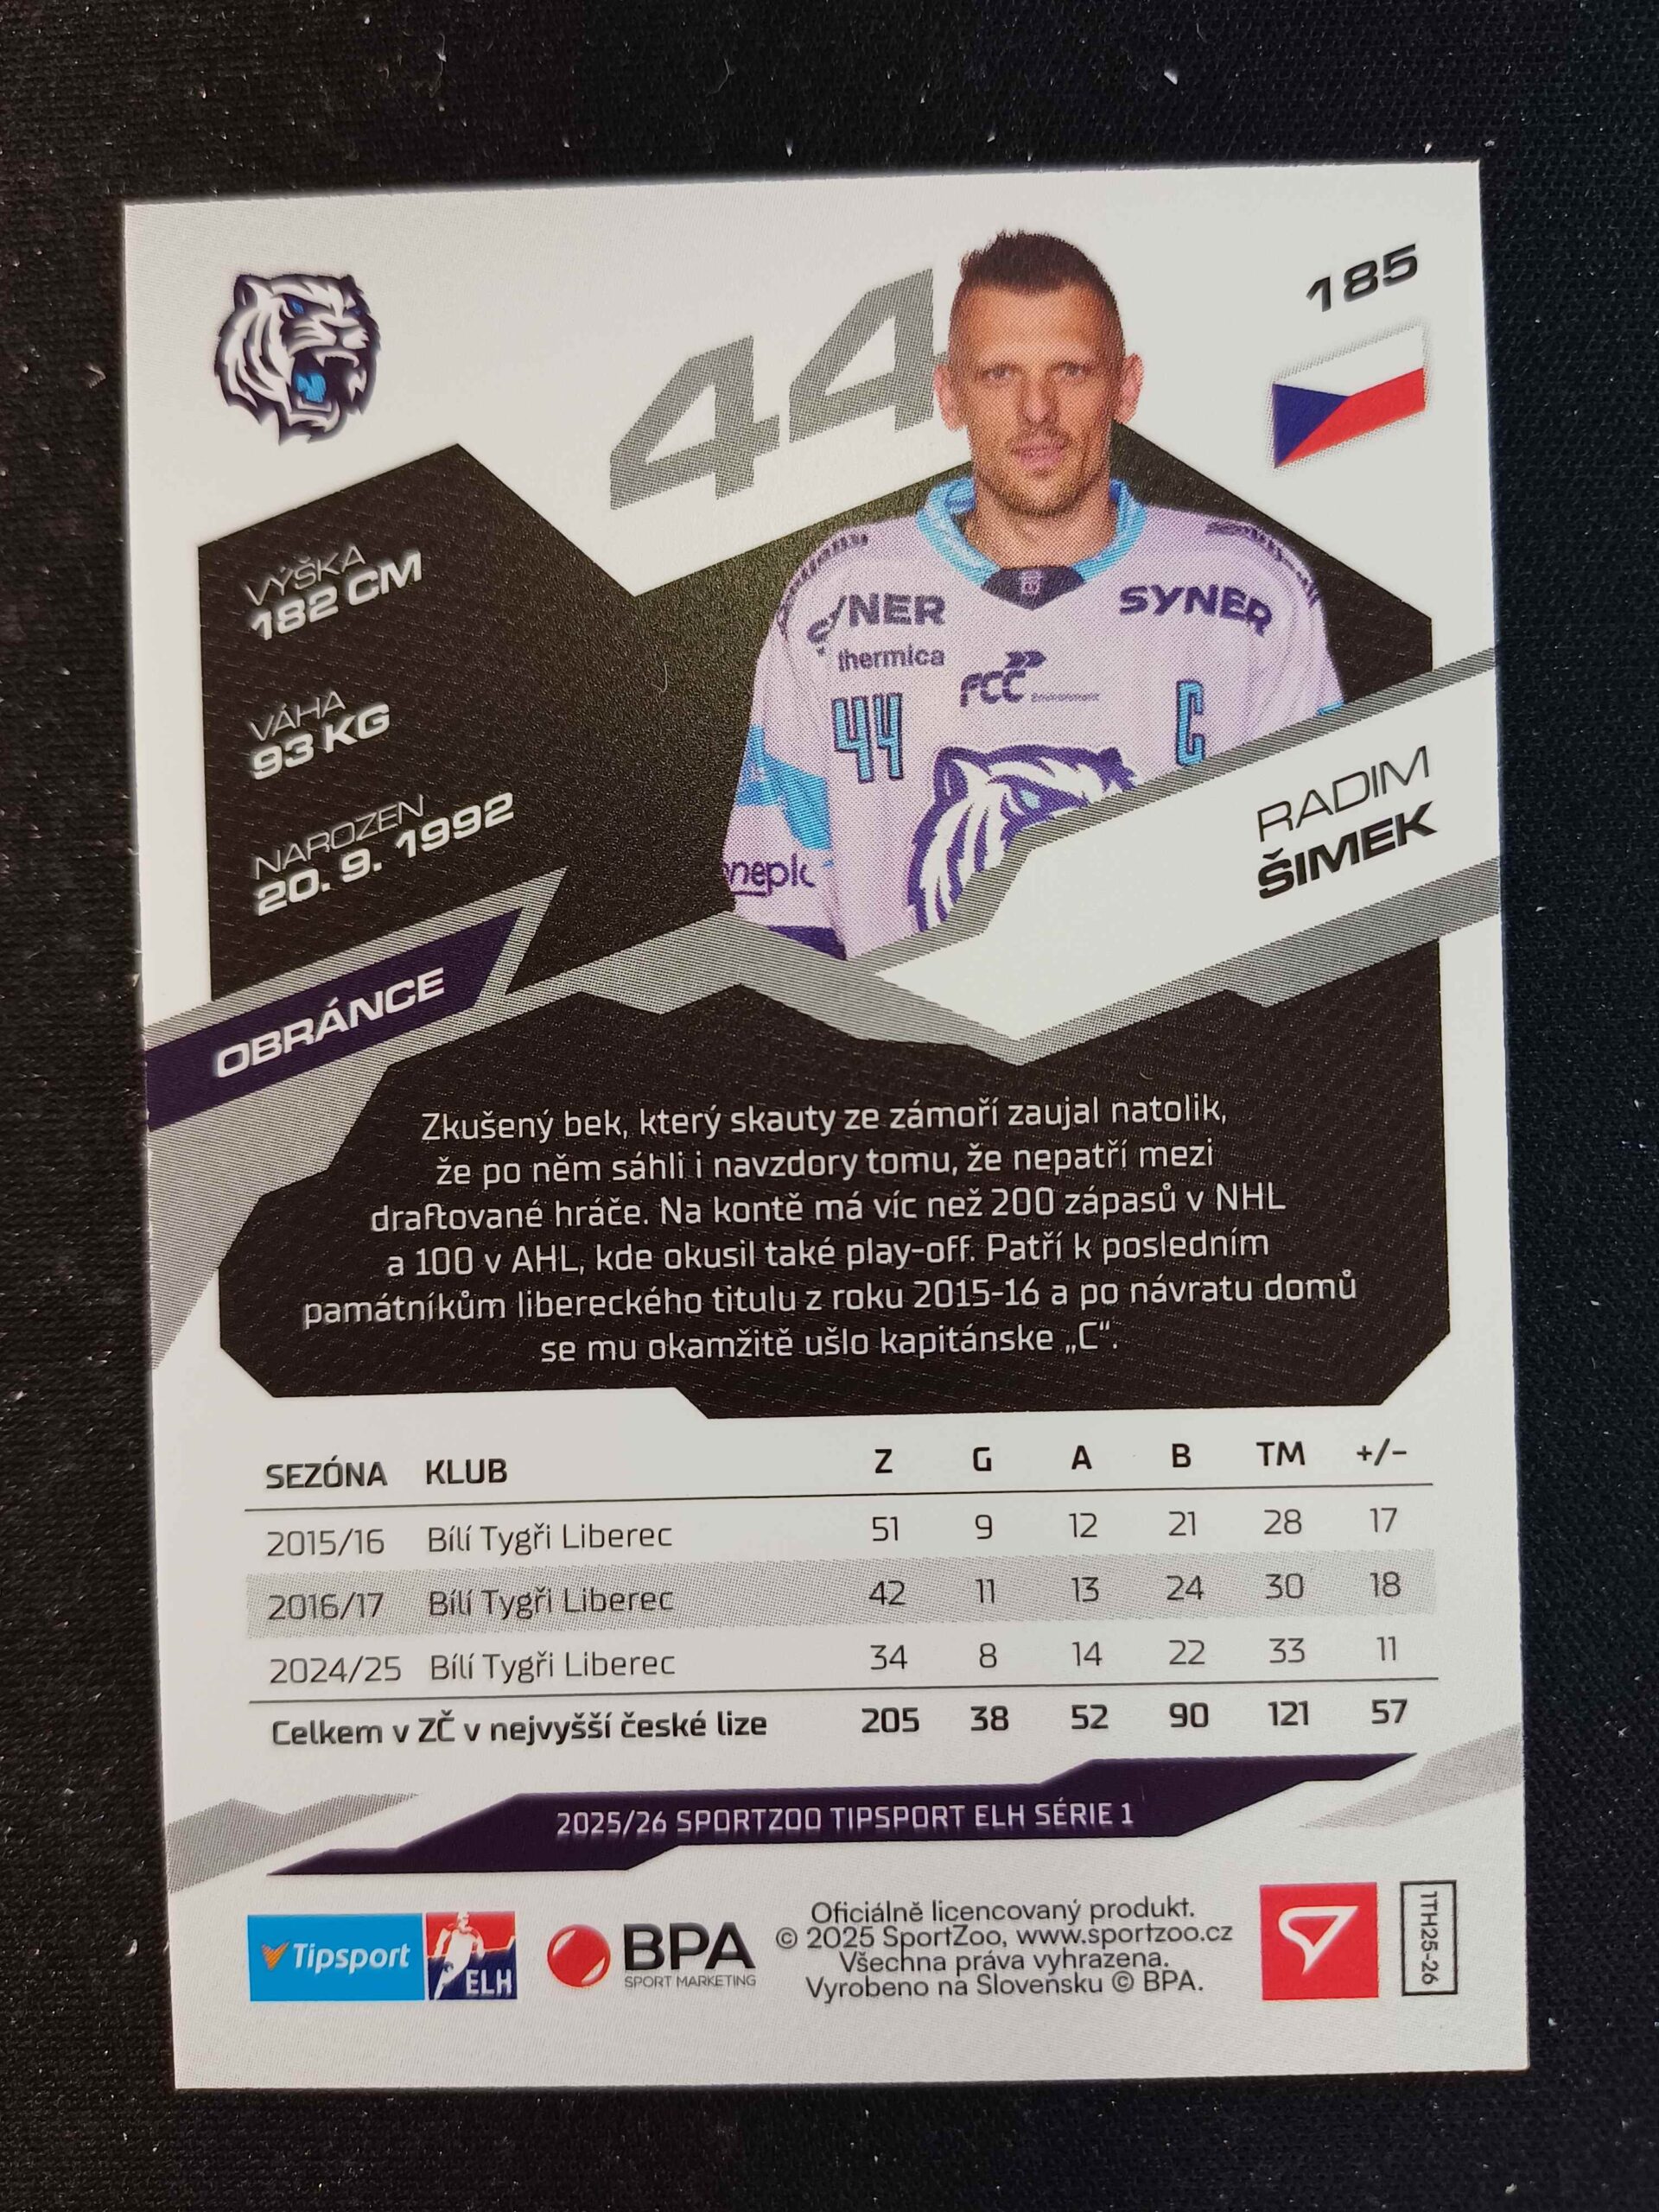 44
185
VÝŠKA
182 CM
VÁHA
93 KG
NAROZEN
20. 9. 1992
OBRÁNCE
SYNER
thermica
FCC
Environment
44
C
RADIM
ŠIMEK
Zkušený bek, který skauty ze zámoří zaujal natolik,
že po něm sáhli i navzdory tomu, že nepatří mezi
draftované hráče. Na kontě má víc než 200 zápasů v NHL
a 100 v AHL, kde okusil také play-off. Patří k posledním
pamätníkům libereckého titulu z roku 2015-16 a po návratu domů
se mu okamžitě ušlo kapitánske „C“.
SEZÓNA KLUB Z G A B TM +/-
2015/16 Bílí Tygři Liberec 51 9 12 21 28 17
2016/17 Bílí Tygři Liberec 42 11 13 24 30 18
2024/25 Bílí Tygři Liberec 34 8 14 22 33 11
Celkem v ZČ v nejvyšší české lize 205 38 52 90 121 57
2025/26 SPORTZOO TIPSPORT ELH SÉRIE 1
Tipsport ELH
BPA
SPORT MARKETING
Oficiálně licencovaný produkt.
© 2025 SportZoo, www.sportzoo.cz
Všechna práva vyhrazena.
Vyrobeno na Slovensku © BPA.
1TH25-26